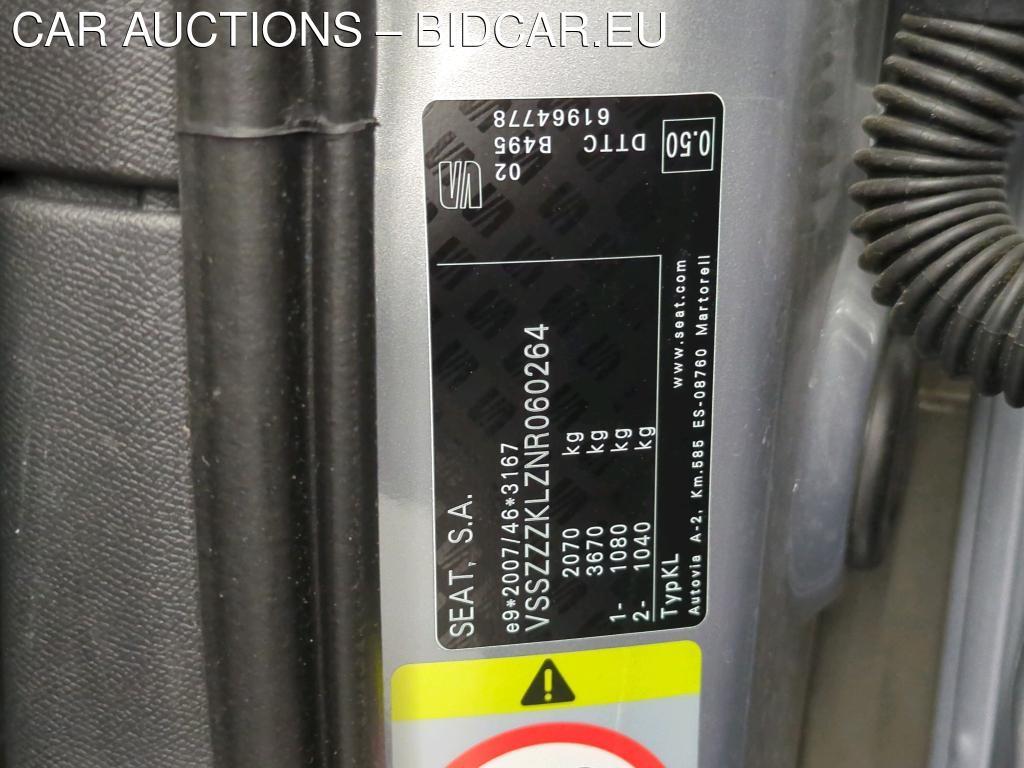 CAR AUCTIONS – BIDCAR.EU
SEAT, S.A.
e9*2007/46*3167
VSSZZZKLZNR060264
2070 kg
3670 kg
1- 1080 kg
2- 1040 kg
TypKL
www.seat.com
Autovia A-2, Km.585 ES-08760 Martorell
02
B495
DTTC
61964778
0.50